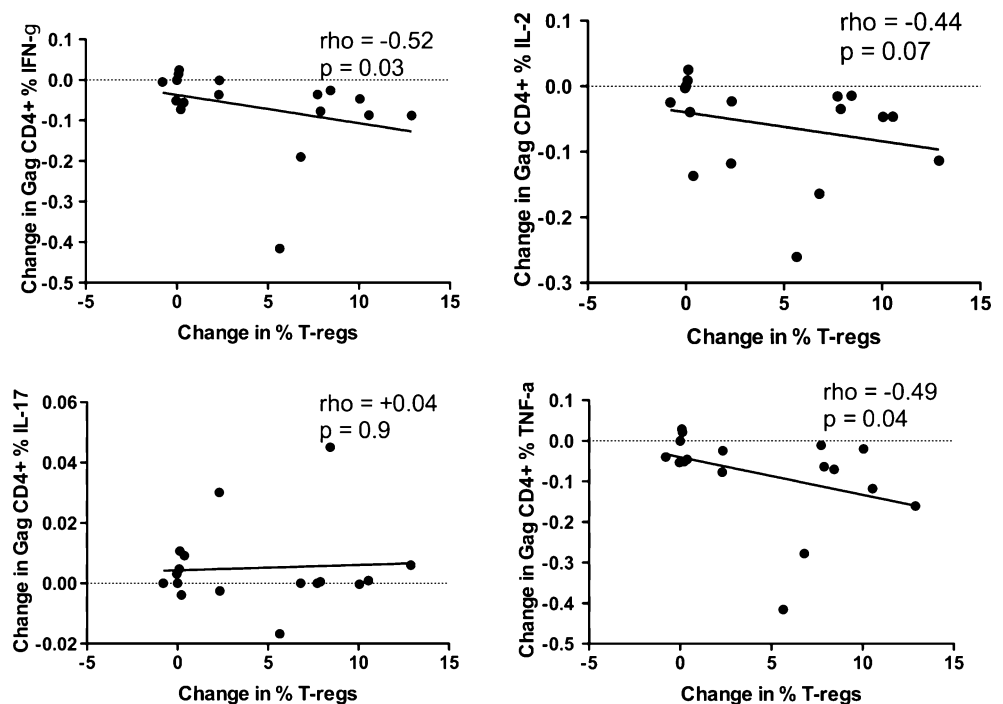 rho = -0.52
p = 0.03
0.1
0.0
-0.1
-0.2
-0.3
-0.4
-0.5
Change in Gag CD4+ % IFN-g
-5 0 5 10 15
Change in % T-regs
rho = -0.44
p = 0.07
0.1
0.0
-0.1
-0.2
-0.3
Change in Gag CD4+ % IL-2
-5 0 5 10 15
Change in % T-regs
rho = +0.04
p = 0.9
0.06
0.04
0.02
0.00
-0.02
Change in Gag CD4+ % IL-17
-5 0 5 10 15
Change in % T-regs
rho = -0.49
p = 0.04
0.1
0.0
-0.1
-0.2
-0.3
-0.4
-0.5
Change in Gag CD4+ % TNF-a
-5 0 5 10 15
Change in % T-regs